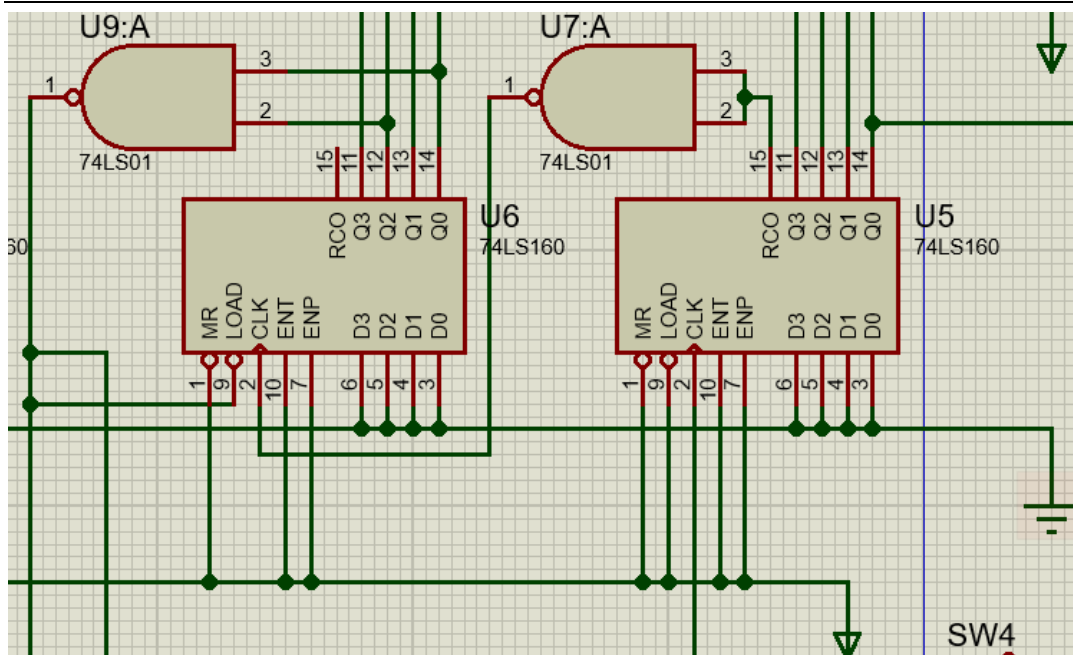 U9:A
U7:A
1
3
2
1
3
2
74LS01
74LS01
15
11
12
13
14
15
11
12
13
14
U6
74LS160
U5
74LS160
60
RCO
Q3
Q2
Q1
Q0
RCO
Q3
Q2
Q1
Q0
MR
LOAD
CLK
ENT
ENP
D3
D2
D1
D0
MR
LOAD
CLK
ENT
ENP
D3
D2
D1
D0
1
9
2
10
7
6
5
4
3
1
9
2
10
7
6
5
4
3
SW4